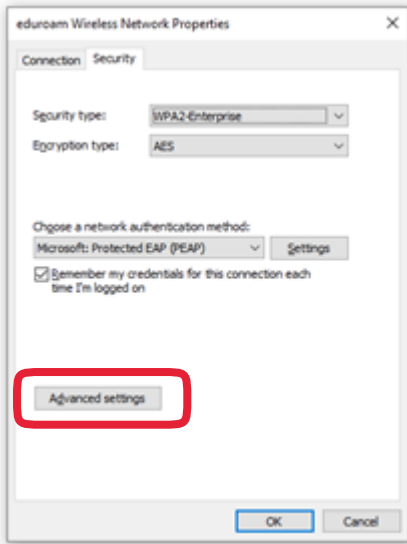 eduroam Wireless Network Properties
Connection Security
Security type: WPA2-Enterprise
Encryption type: AES
Choose a network authentication method:
Microsoft: Protected EAP (PEAP) Settings
Remember my credentials for this connection each
time I'm logged on
Advanced settings
OK Cancel